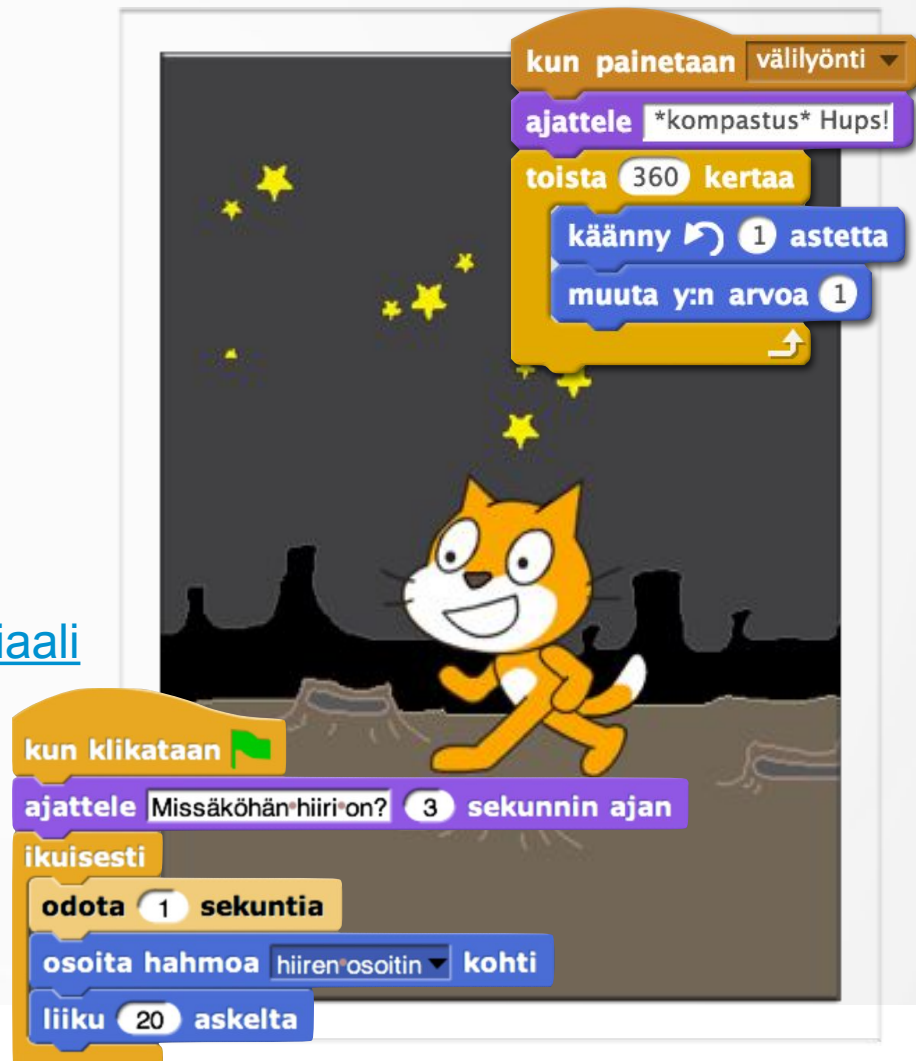 kun painetaan välilyönti
ajattele *kompastus* Hups!
toista 360 kertaa
käänny 1 astetta
muuta y:n arvoa 1
iaali
kun klikataan
ajattele Missäköhän hiiri on? 3 sekunnin ajan
ikuisesti
odota 1 sekuntia
osoita hahmoa hiiren osoitin kohti
liiku 20 askelta